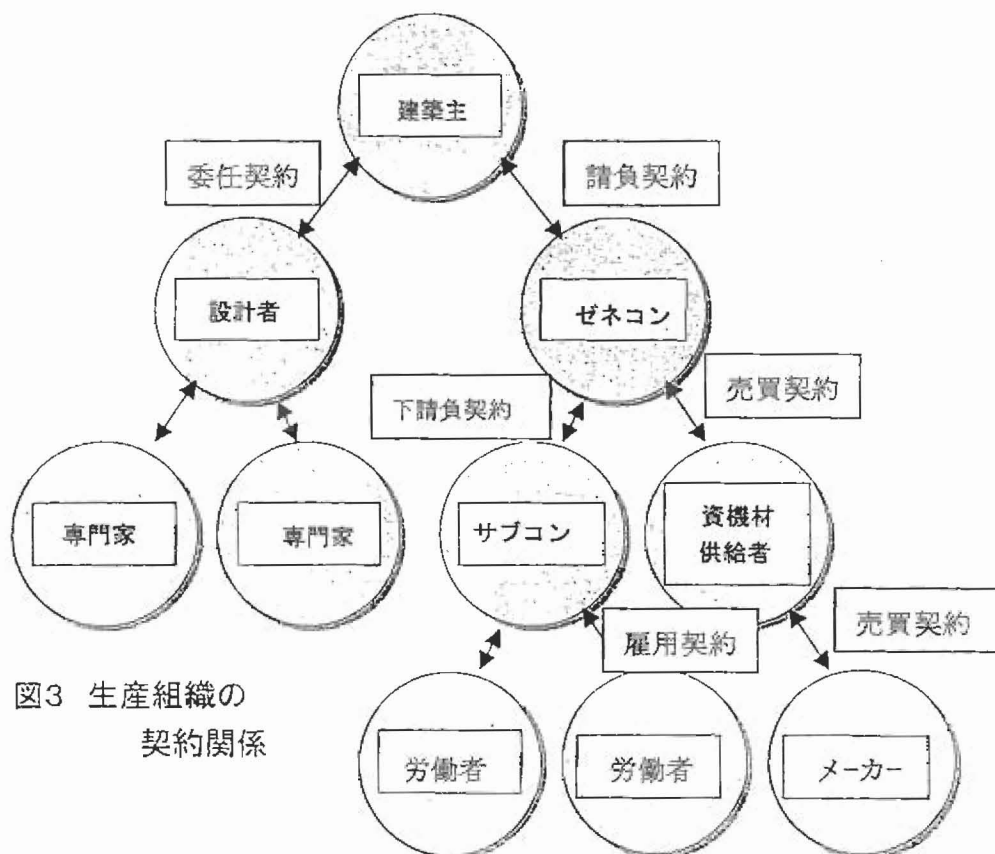 建築主
委任契約
請負契約
設計者
ゼネコン
下請負契約
売買契約
専門家
専門家
サブコン
資機材
供給者
雇用契約
売買契約
図3 生産組織の
契約関係
労働者
労働者
メーカー